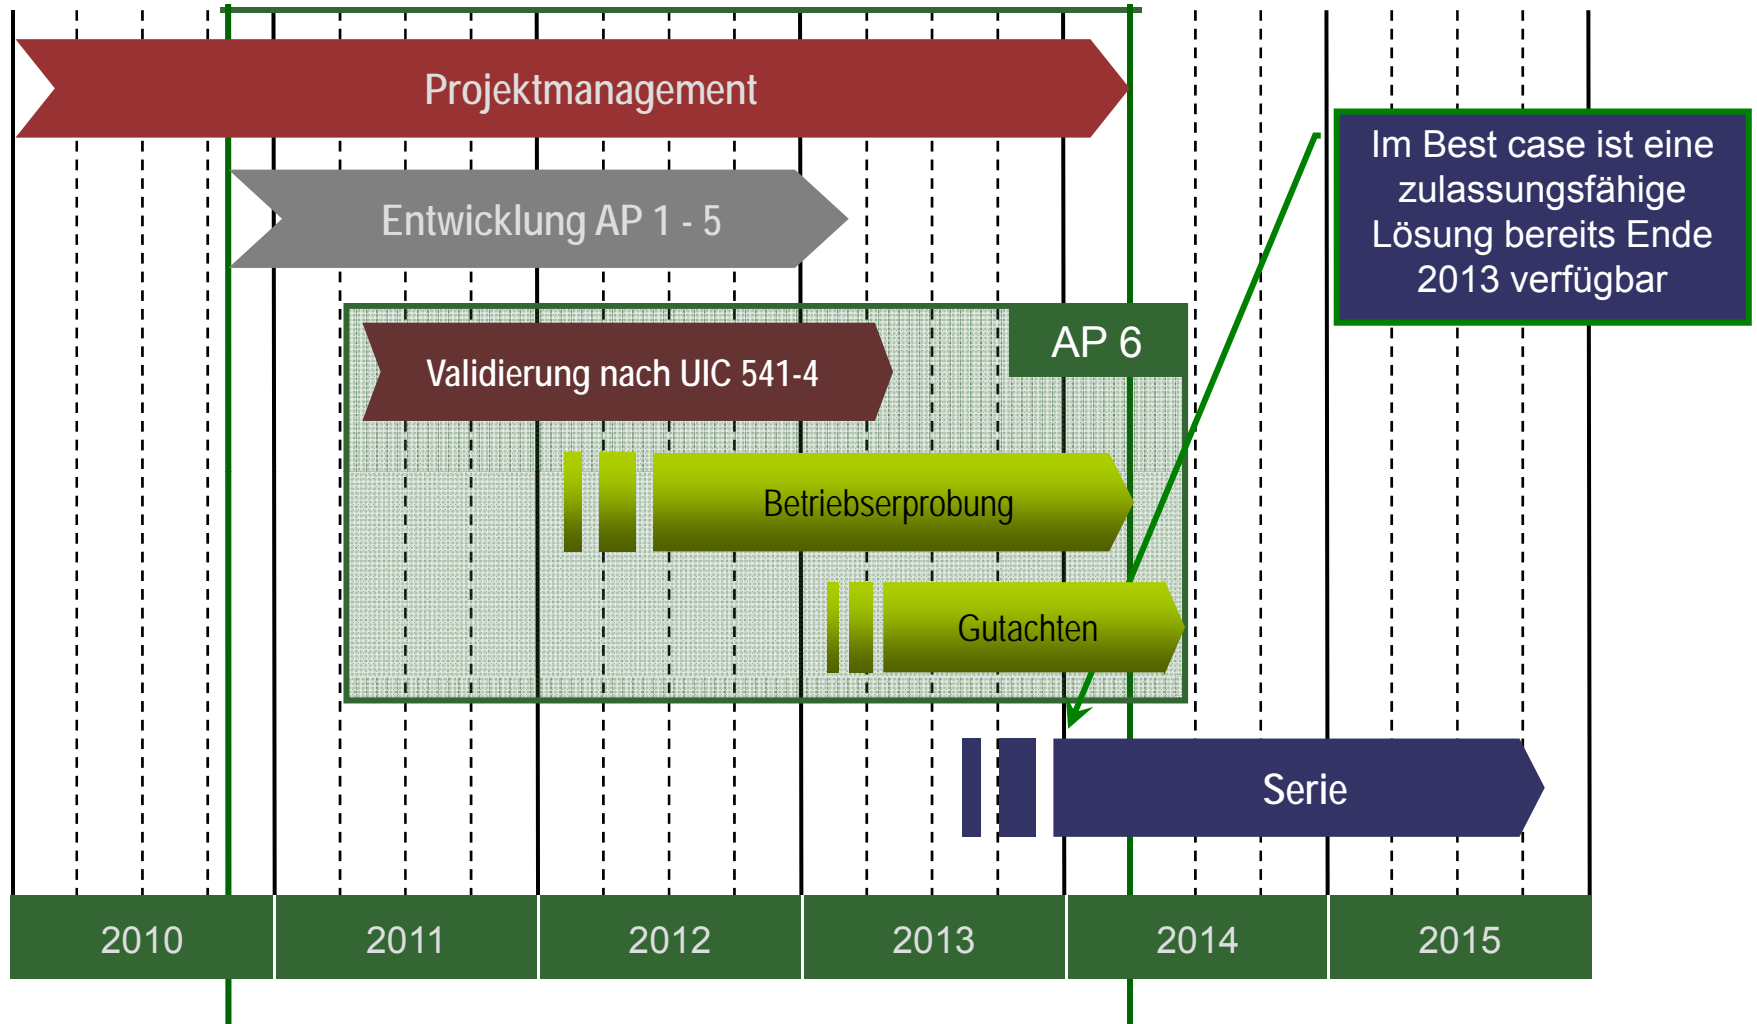 Projektmanagement
Entwicklung AP 1 - 5
Im Best case ist eine
zulassungsfähige
Lösung bereits Ende
2013 verfügbar
AP 6
Validierung nach UIC 541-4
Betriebserprobung
Gutachten
Serie
2010
2011
2012
2013
2014
2015